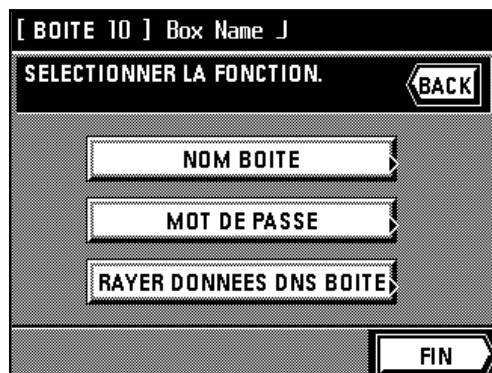 [ BOITE 10 ] Box Name J
SELECTIONNER LA FONCTION.
BACK
NOM BOITE
MOT DE PASSE
RAYER DONNEES DNS BOITE
FIN